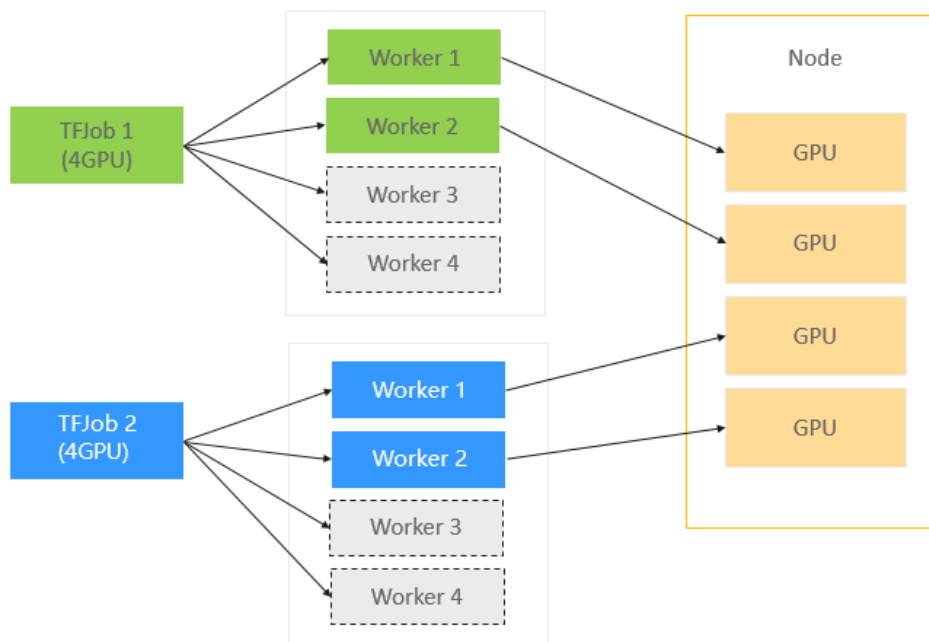 TFJob 1
(4GPU)
Worker 1
Worker 2
Worker 3
Worker 4
TFJob 2
(4GPU)
Worker 1
Worker 2
Worker 3
Worker 4
Node
GPU
GPU
GPU
GPU